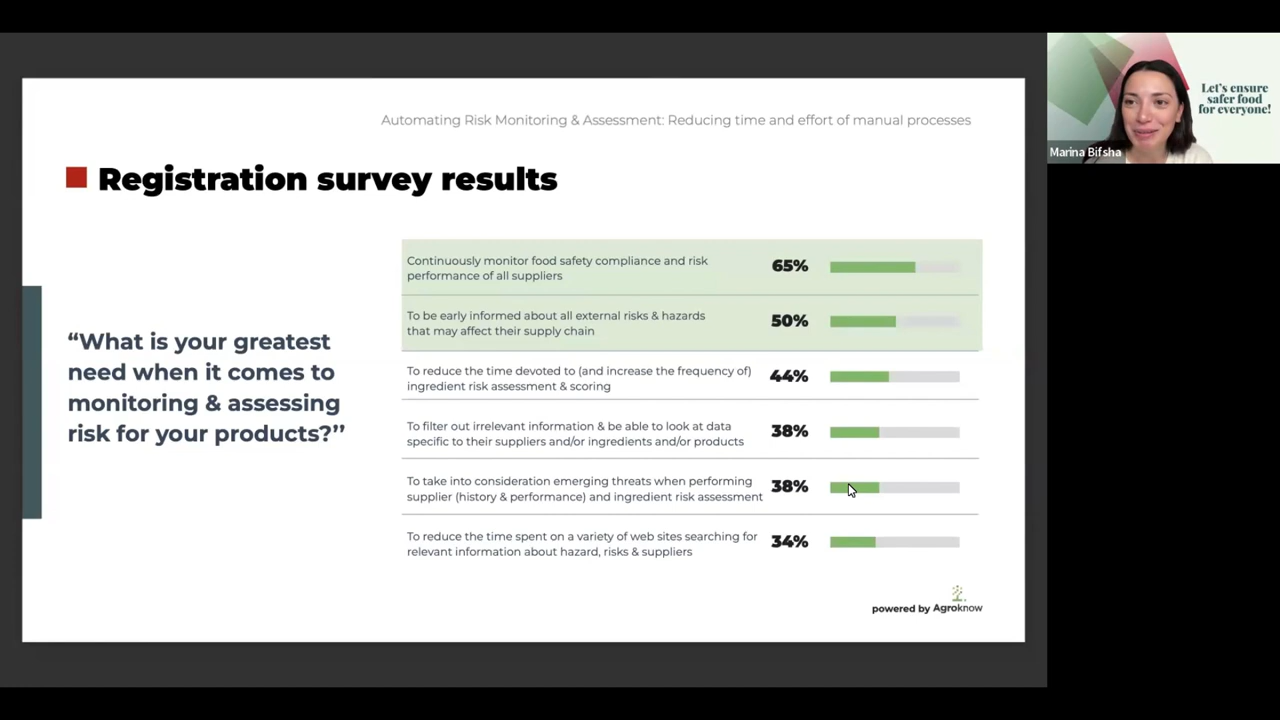 Automating Risk Monitoring & Assessment: Reducing time and effort of manual processes
Registration survey results
“What is your greatest
need when it comes to
monitoring & assessing
risk for your products?’’
Continuously monitor food safety compliance and risk
performance of all suppliers
65%
To be early informed about all external risks & hazards
that may affect their supply chain
50%
To reduce the time devoted to (and increase the frequency of)
ingredient risk assessment & scoring
44%
To filter out irrelevant information & be able to look at data
specific to their suppliers and/or ingredients and/or products
38%
To take into consideration emerging threats when performing
supplier (history & performance) and ingredient risk assessment
38%
To reduce the time spent on a variety of web sites searching for
relevant information about hazard, risks & suppliers
34%
powered by Agroknow
Let's ensure
safer food
for everyone!
Marina Bifsha